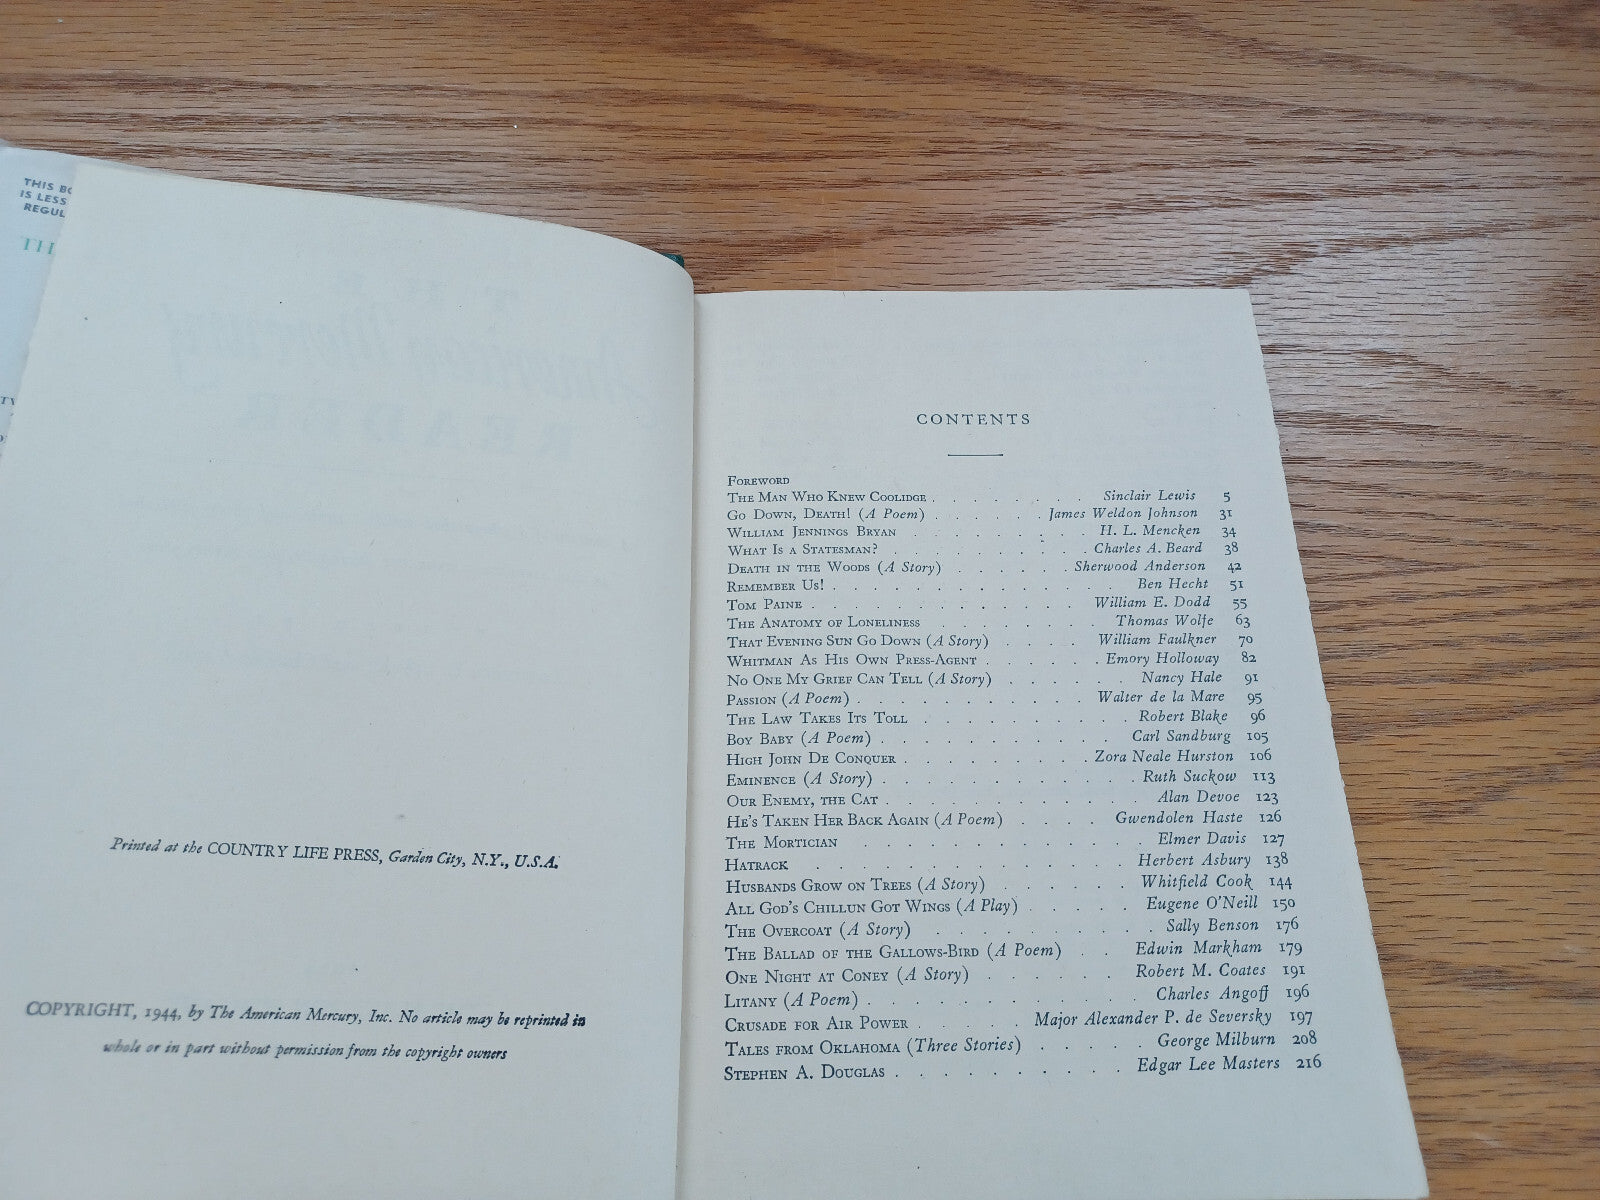 THIS
IS LESS
REGUL
THE
American Mercury
READER
Printed at the COUNTRY LIFE PRESS, Garden City, N.Y., U.S.A.
COPYRIGHT, 1944, by The American Mercury, Inc. No article may be reprinted in
whole or in part without permission from the copyright owners
CONTENTS
Foreword
The Man Who Knew Coolidge . . . . . . . . Sinclair Lewis 5
Go Down, Death! (A Poem) . . . . . . James Weldon Johnson 31
William Jennings Bryan . . . . . . . . . H. L. Mencken 34
What Is a Statesman? . . . . . . . . . . Charles A. Beard 38
Death in the Woods (A Story) . . . . . . Sherwood Anderson 42
Remember Us! . . . . . . . . . . . . . . Ben Hecht 51
Tom Paine . . . . . . . . . . . . . William E. Dodd 55
The Anatomy of Loneliness . . . . . . . . Thomas Wolfe 63
That Evening Sun Go Down (A Story) . . . . William Faulkner 70
Whitman As His Own Press-Agent . . . . . . Emory Holloway 82
No One My Grief Can Tell (A Story) . . . . . . Nancy Hale 91
Passion (A Poem) . . . . . . . . . . . Walter de la Mare 95
The Law Takes Its Toll . . . . . . . . . . Robert Blake 96
Boy Baby (A Poem) . . . . . . . . . . . Carl Sandburg 105
High John De Conquer . . . . . . . . . Zora Neale Hurston 106
Eminence (A Story) . . . . . . . . . . . . Ruth Suckow 113
Our Enemy, the Cat . . . . . . . . . . . Alan Devoe 123
He's Taken Her Back Again (A Poem) . . . . Gwendolen Haste 126
The Mortician . . . . . . . . . . . Elmer Davis 127
Hatrack . . . . . . . . . . . . Herbert Asbury 138
Husbands Grow on Trees (A Story) . . . . . . Whitfield Cook 144
All God's Chillun Got Wings (A Play) . . . . . Eugene O'Neill 150
The Overcoat (A Story) . . . . . . . . . . Sally Benson 176
The Ballad of the Gallows-Bird (A Poem) . . Edwin Markham 179
One Night at Coney (A Story) . . . . . . Robert M. Coates 191
Litany (A Poem) . . . . . . . . . . . . Charles Angoff 196
Crusade for Air Power . . . . . Major Alexander P. de Seversky 197
Tales from Oklahoma (Three Stories) . . . . . George Milburn 208
Stephen A. Douglas . . . . . . . . . . Edgar Lee Masters 216